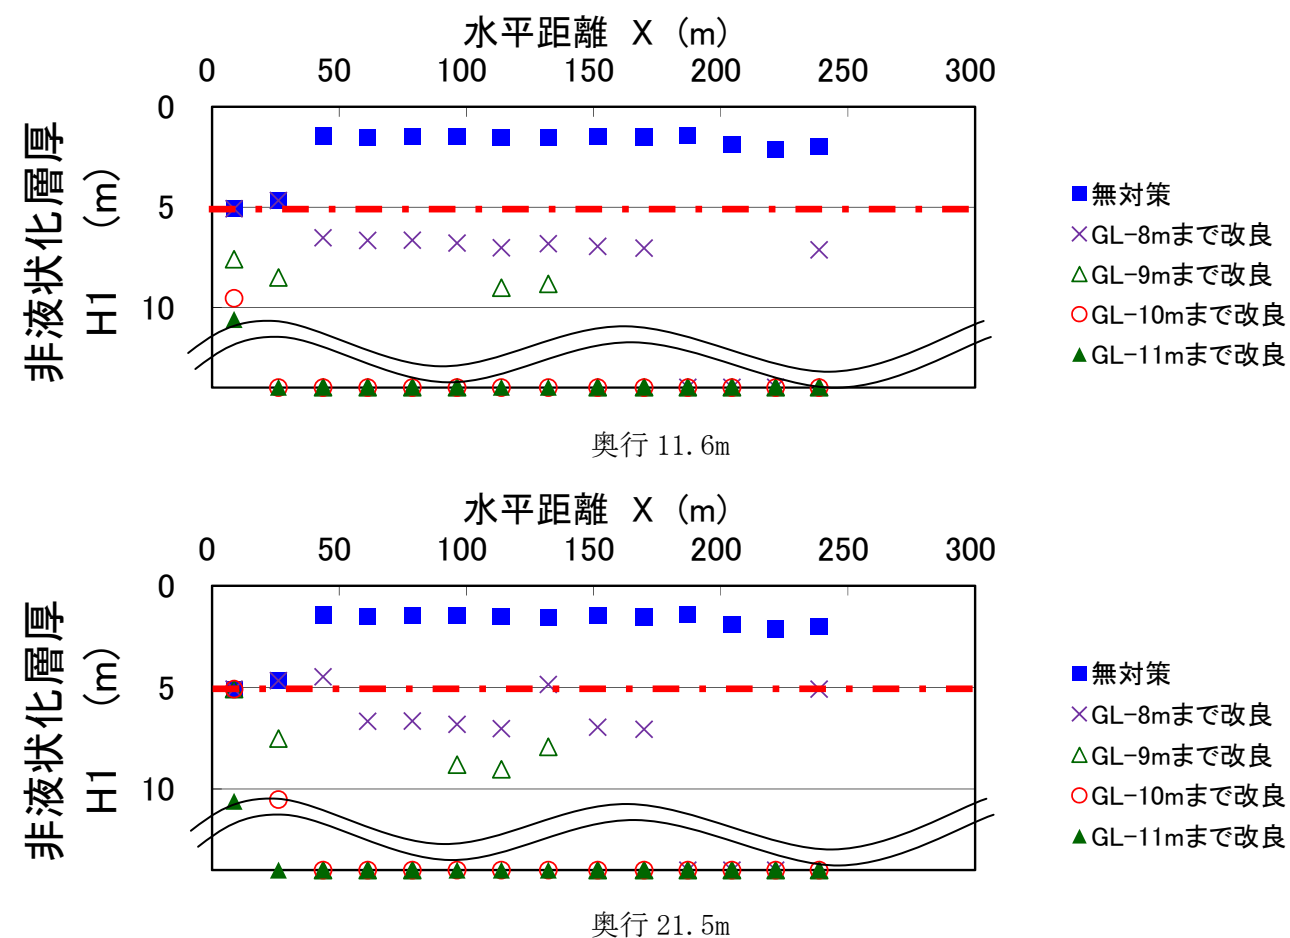 水平距離 X (m)
0 50 100 150 200 250 300
非液状化層厚
H1 (m)
0
5
10
■無対策
×GL-8mまで改良
△GL-9mまで改良
○GL-10mまで改良
▲GL-11mまで改良
奥行 11.6m
水平距離 X (m)
0 50 100 150 200 250 300
非液状化層厚
H1 (m)
0
5
10
■無対策
×GL-8mまで改良
△GL-9mまで改良
○GL-10mまで改良
▲GL-11mまで改良
奥行 21.5m